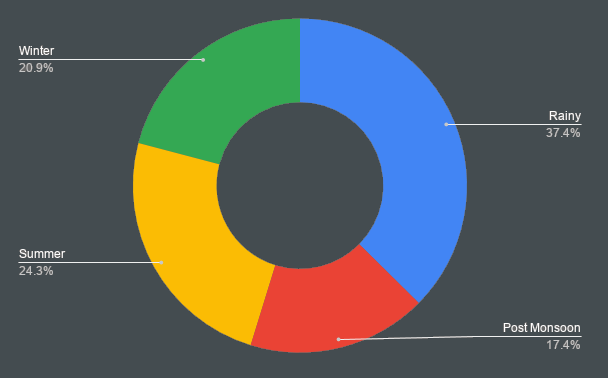 Winter
20.9%
Rainy
37.4%
Summer
24.3%
Post Monsoon
17.4%